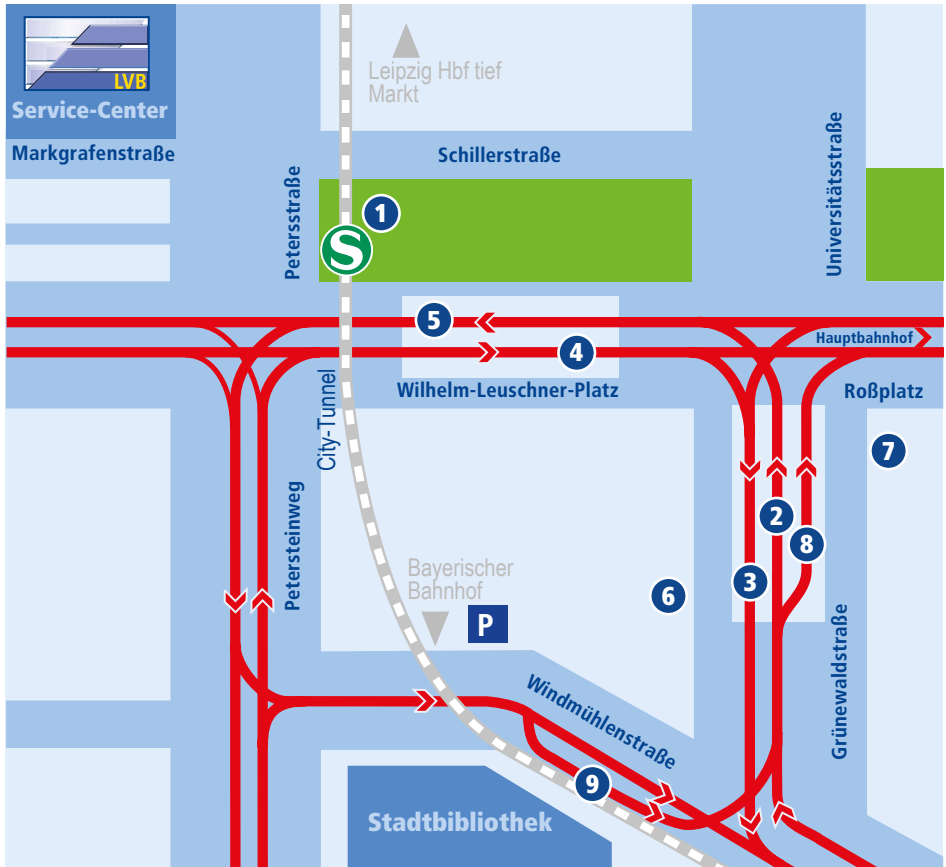 LVB
Service-Center
Markgrafenstraße
Leipzig Hbf tief
Markt
Schillerstraße
Petersstraße
Universitätsstraße
1
S
5
4
Hauptbahnhof
Wilhelm-Leuschner-Platz
Roßplatz
City-Tunnel
7
2
8
3
6
Petersteinweg
Bayerischer
Bahnhof
P
Grünewaldstraße
Windmühlenstraße
9
Stadtbibliothek